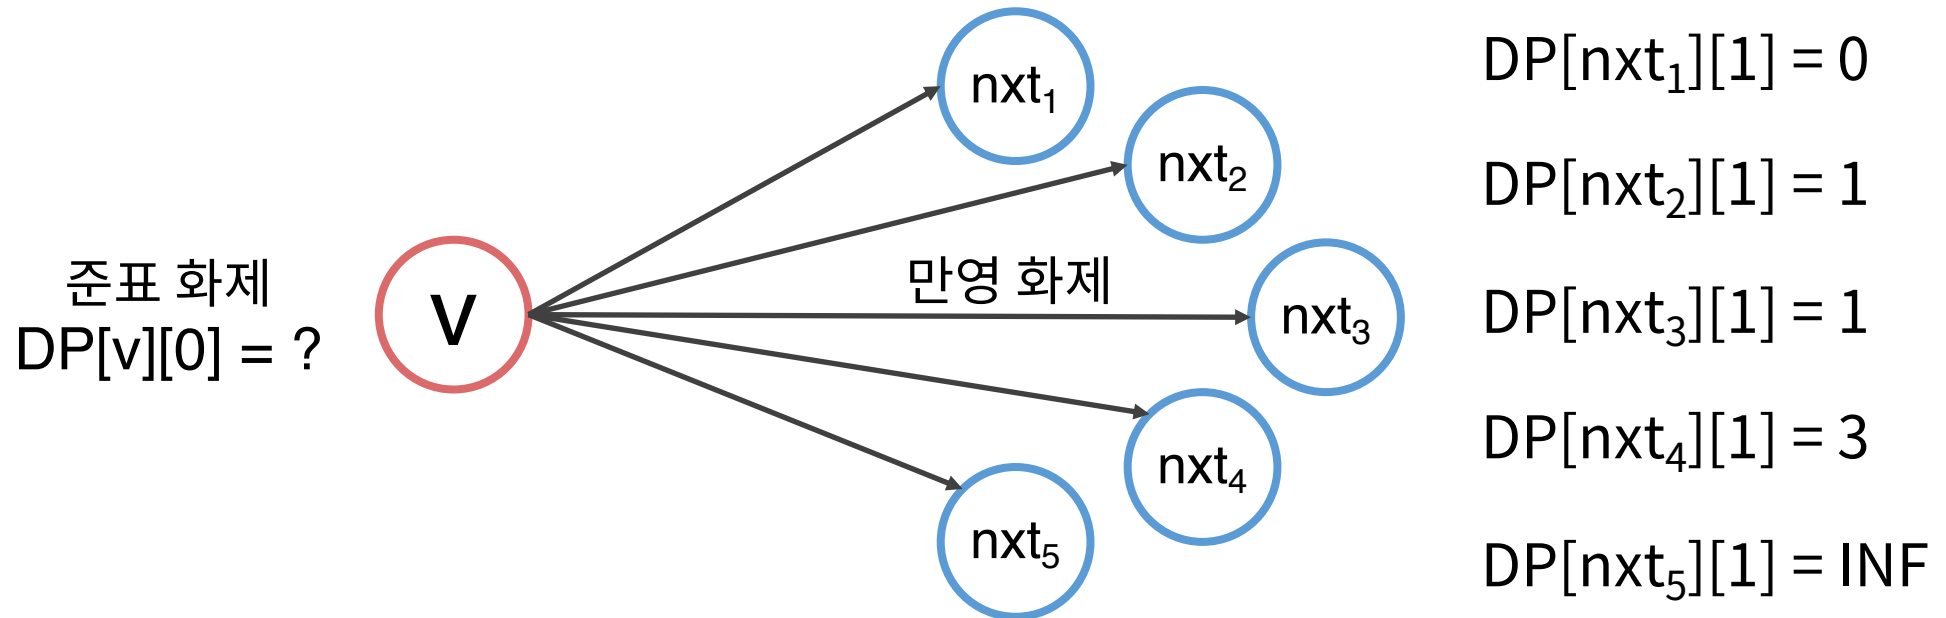 준표 화제
DP[v][0] = ?
v
만영 화제
nxt₁
nxt₂
nxt₃
nxt₄
nxt₅
DP[nxt₁][1] = 0
DP[nxt₂][1] = 1
DP[nxt₃][1] = 1
DP[nxt₄][1] = 3
DP[nxt₅][1] = INF